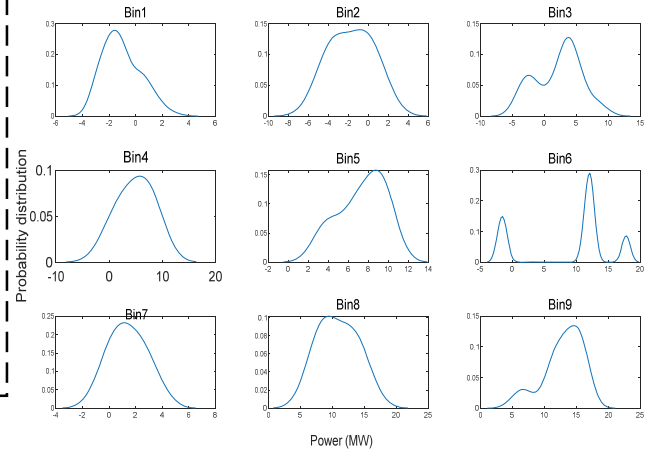 Bin1 Bin2 Bin3
0.3 0.15 0.15
0.2 0.1 0.1
0.1 0.05 0.05
0 0 0
-6 -4 -2 0 2 4 6 -10 -8 -6 -4 -2 0 2 4 6 -10 -5 0 5 10 15
Probability distribution
Bin4 Bin5 Bin6
0.1 0.15 0.3
0.05 0.1 0.2
0.05 0.1
0 0 0
-10 0 10 20 -2 0 2 4 6 8 10 12 14 -5 0 5 10 15 20
Bin7 Bin8 Bin9
0.25 0.1 0.15
0.2 0.08 0.1
0.15 0.06 0.05
0.1 0.04
0.05 0.02
0 0 0
-4 -2 0 2 4 6 8 0 5 10 15 20 25 0 5 10 15 20 25
Power (MW)